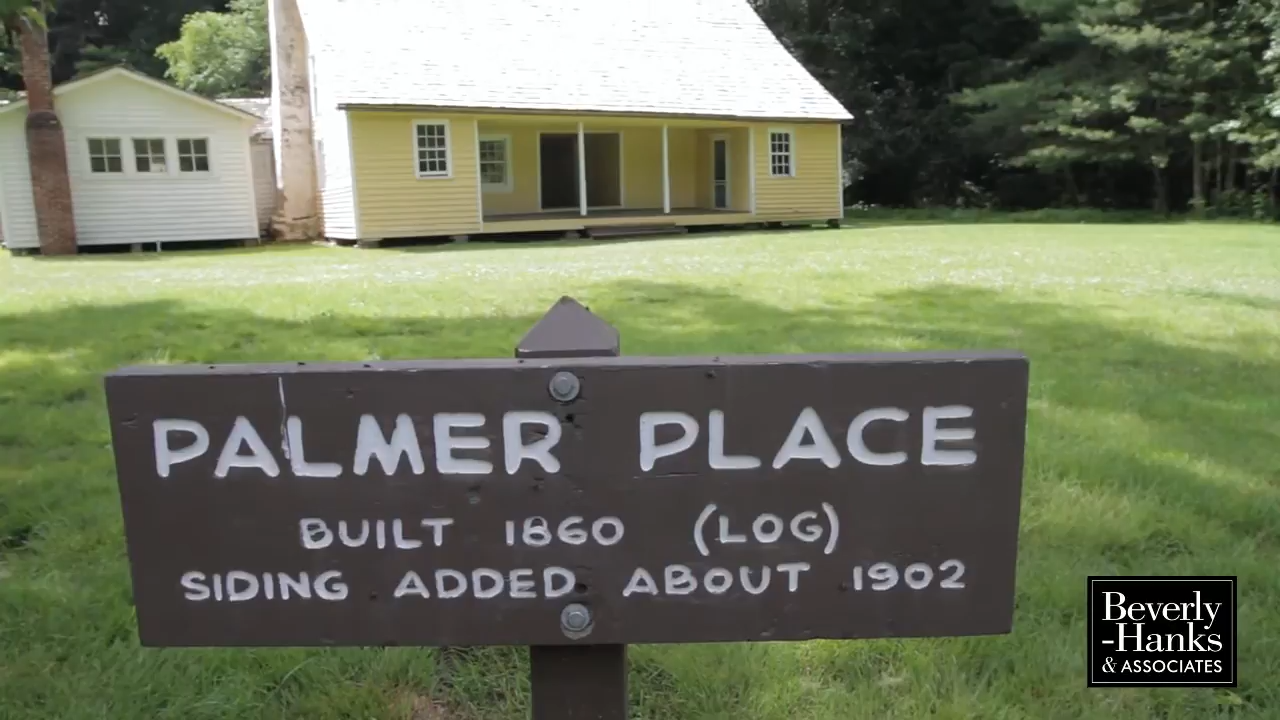 PALMER PLACE
BUILT 1860 (LOG)
SIDING ADDED ABOUT 1902
Beverly
-Hanks
& ASSOCIATES